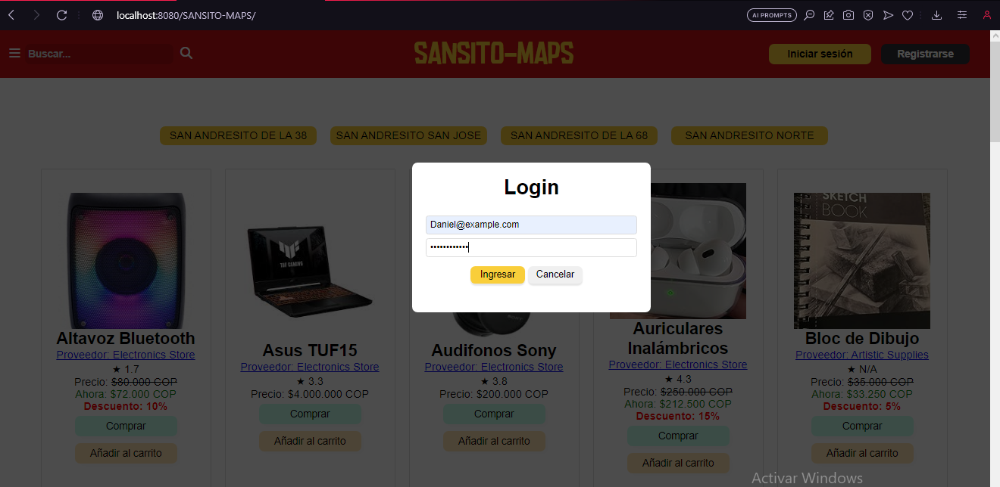 localhost:8080/SANSITO-MAPS/
AI PROMPTS
Buscar...
SANSITO-MAPS
Iniciar sesión
Registrarse
SAN ANDRESITO DE LA 38
SAN ANDRESITO SAN JOSE
SAN ANDRESITO DE LA 68
SAN ANDRESITO NORTE
Login
Daniel@example.com
••••••••••••
Ingresar
Cancelar
TUF GAMING
Altavoz Bluetooth
Proveedor: Electronics Store
★ 1.7
Precio: $80.000 COP
Ahora: $72.000 COP
Descuento: 10%
Comprar
Añadir al carrito
Asus TUF15
Proveedor: Electronics Store
★ 3.3
Precio: $4.000.000 COP
Comprar
Añadir al carrito
Audifonos Sony
Proveedor: Electronics Store
★ 3.8
Precio: $200.000 COP
Comprar
Añadir al carrito
Auriculares
Inalámbricos
Proveedor: Electronics Store
★ 4.3
Precio: $250.000 COP
Ahora: $212.500 COP
Descuento: 15%
Comprar
Añadir al carrito
SKETCH
BOOK
Bloc de Dibujo
Proveedor: Artistic Supplies
★ N/A
Precio: $35.000 COP
Ahora: $33.250 COP
Descuento: 5%
Comprar
Añadir al carrito
Activar Windows